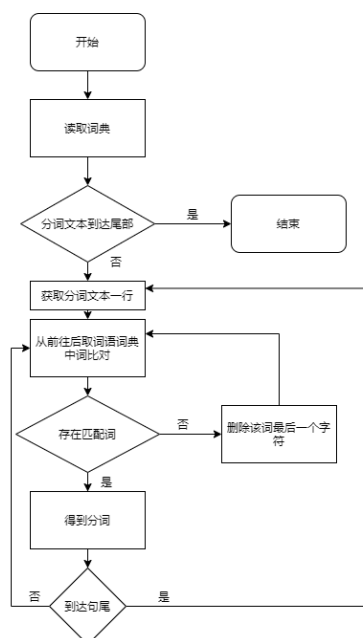 开始
读取词典
分词文本到达尾部
是
结束
否
获取分词文本一行
从前往后取词语词典
中词比对
存在匹配词
否
删除该词最后一个字
符
是
得到分词
否
到达句尾
是